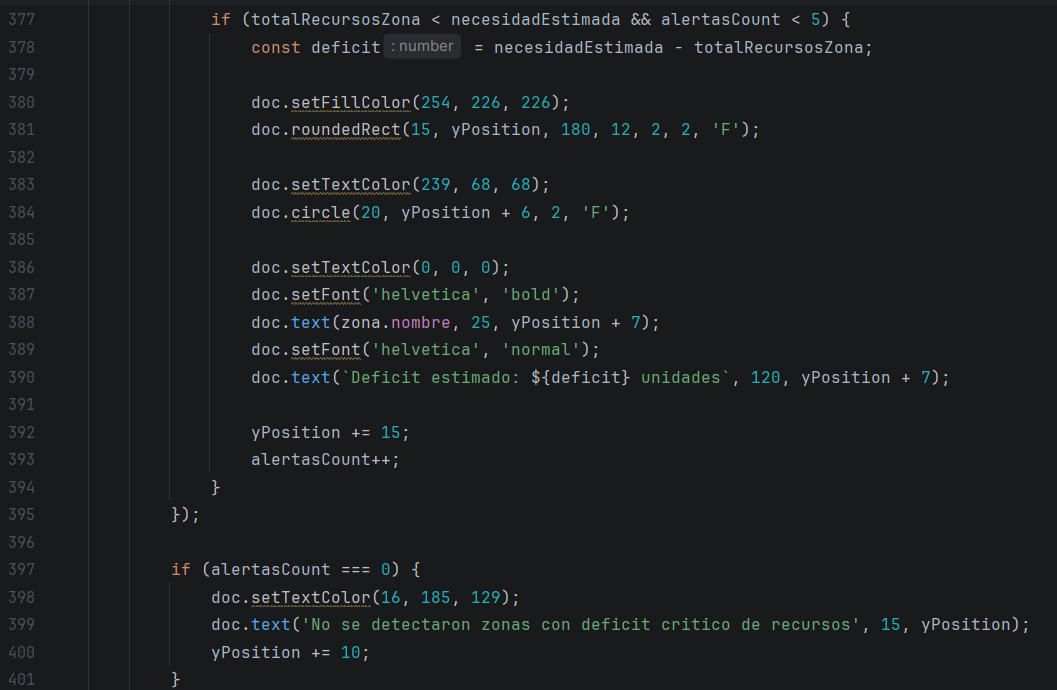 377 if (totalRecursosZona < necesidadEstimada && alertasCount < 5) {
378 const deficit : number = necesidadEstimada - totalRecursosZona;
379
380 doc.setFillColor(254, 226, 226);
381 doc.roundedRect(15, yPosition, 180, 12, 2, 2, 'F');
382
383 doc.setTextColor(239, 68, 68);
384 doc.circle(20, yPosition + 6, 2, 'F');
385
386 doc.setTextColor(0, 0, 0);
387 doc.setFont('helvetica', 'bold');
388 doc.text(zona.nombre, 25, yPosition + 7);
389 doc.setFont('helvetica', 'normal');
390 doc.text(`Deficit estimado: ${deficit} unidades`, 120, yPosition + 7);
391
392 yPosition += 15;
393 alertasCount++;
394 }
395 });
396
397 if (alertasCount === 0) {
398 doc.setTextColor(16, 185, 129);
399 doc.text('No se detectaron zonas con deficit critico de recursos', 15, yPosition);
400 yPosition += 10;
401 }